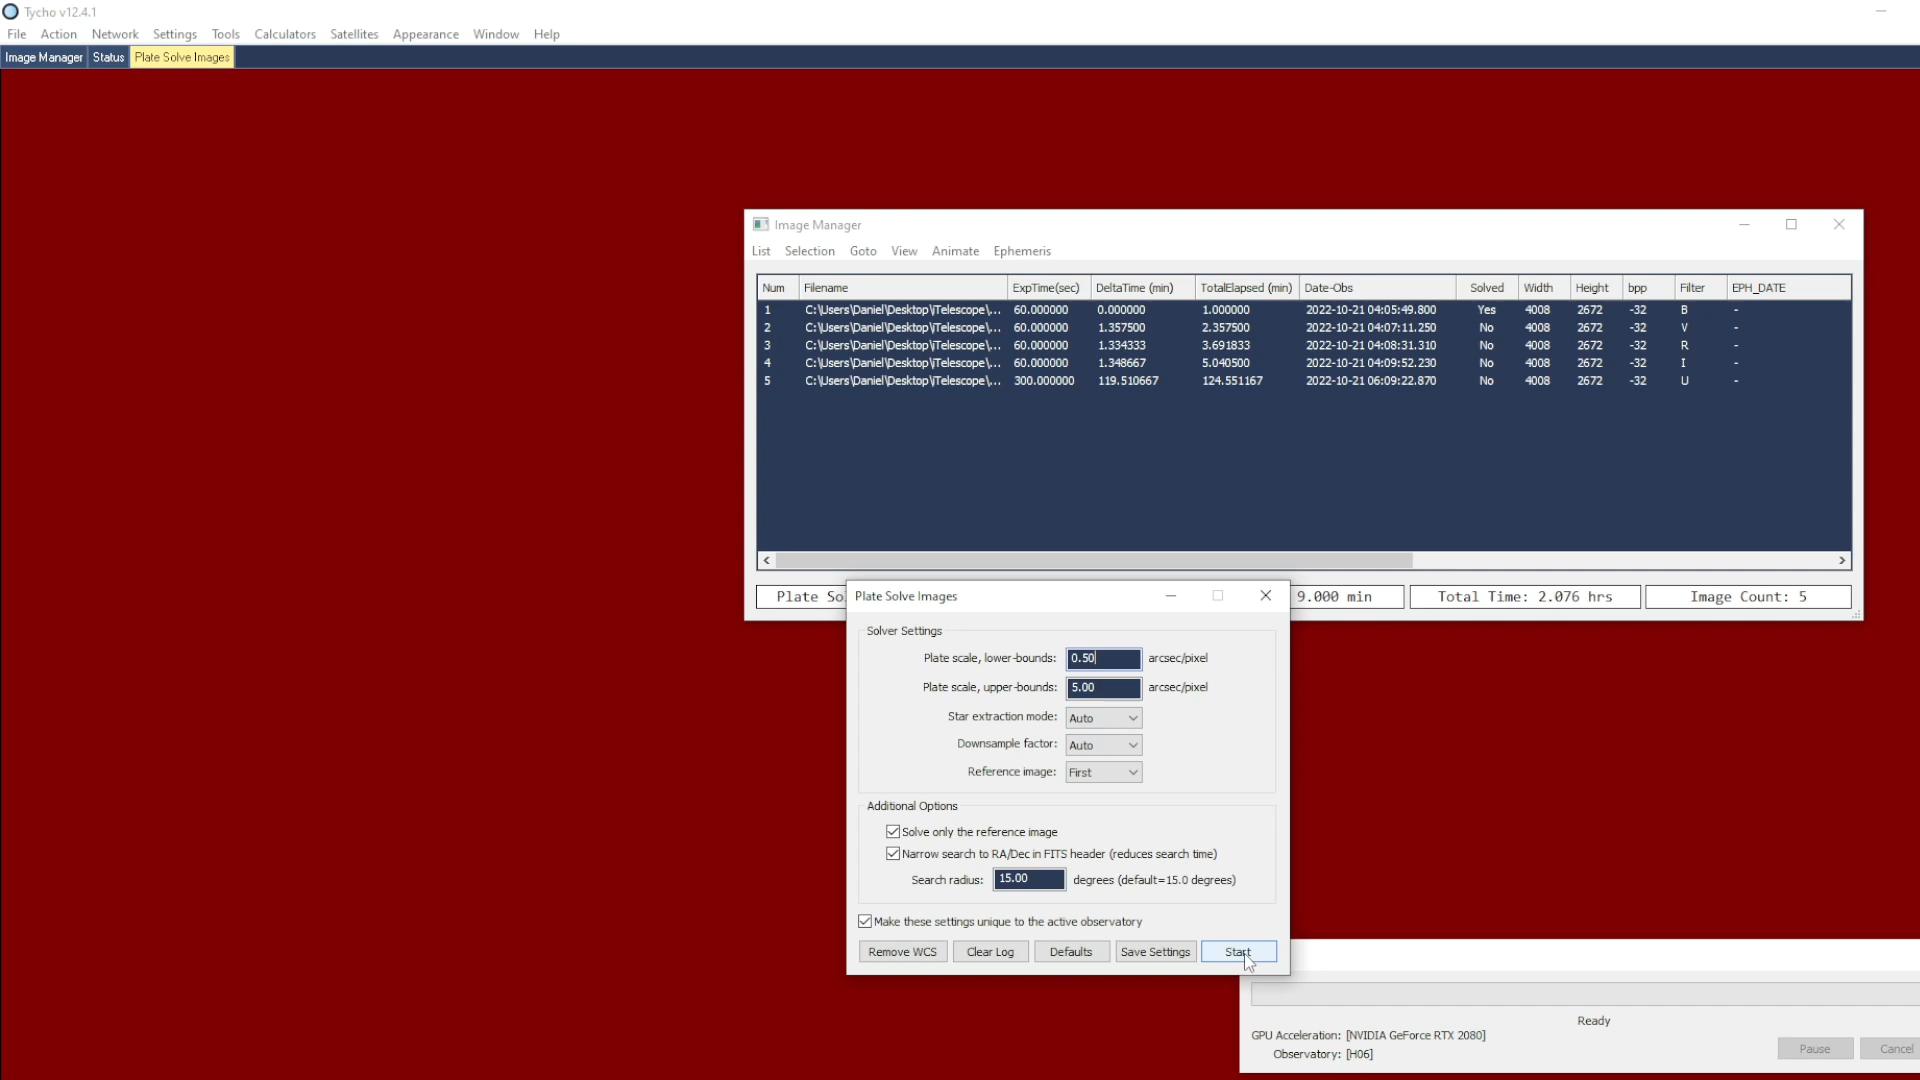 Tycho v12.4.1
File Action Network Settings Tools Calculators Satellites Appearance Window Help
Image Manager Status Plate Solve Images
Image Manager
List Selection Goto View Animate Ephemeris
Num Filename ExpTime(sec) DeltaTime (min) TotalElapsed (min) Date-Obs Solved Width Height bpp Filter EPH_DATE
1 C:\Users\Daniel\Desktop\iTelescope\... 60.000000 0.000000 1.000000 2022-10-21 04:05:49.800 Yes 4008 2672 -32 B -
2 C:\Users\Daniel\Desktop\iTelescope\... 60.000000 1.357500 2.357500 2022-10-21 04:07:11.250 No 4008 2672 -32 V -
3 C:\Users\Daniel\Desktop\iTelescope\... 60.000000 1.334333 3.691833 2022-10-21 04:08:31.310 No 4008 2672 -32 R -
4 C:\Users\Daniel\Desktop\iTelescope\... 60.000000 1.348667 5.040500 2022-10-21 04:09:52.230 No 4008 2672 -32 I -
5 C:\Users\Daniel\Desktop\iTelescope\... 300.000000 119.510667 124.551167 2022-10-21 06:09:22.870 No 4008 2672 -32 U -
Plate So 9.000 min Total Time: 2.076 hrs Image Count: 5
Plate Solve Images
Solver Settings
Plate scale, lower-bounds: 0.50 arcsec/pixel
Plate scale, upper-bounds: 5.00 arcsec/pixel
Star extraction mode: Auto
Downsample factor: Auto
Reference image: First
Additional Options
Solve only the reference image
Narrow search to RA/Dec in FITS header (reduces search time)
Search radius: 15.00 degrees (default=15.0 degrees)
Make these settings unique to the active observatory
Remove WCS Clear Log Defaults Save Settings Start
Ready
GPU Acceleration: [NVIDIA GeForce RTX 2080]
Observatory: [H06]
Pause Cancel